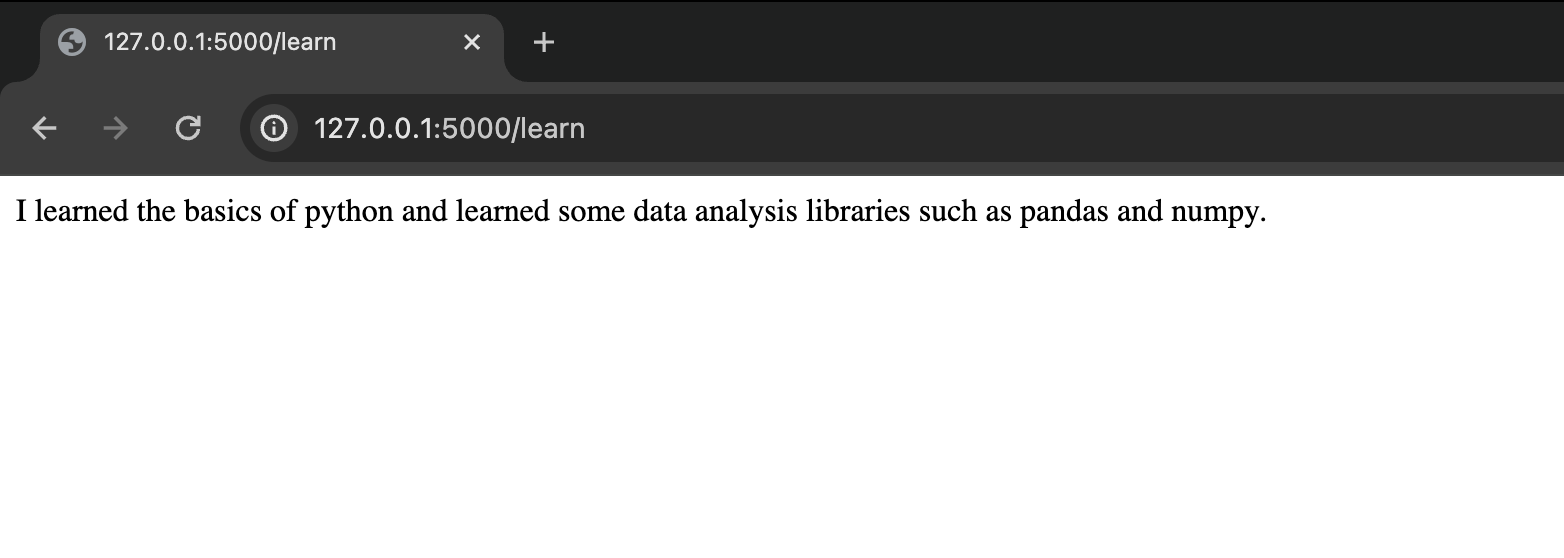 127.0.0.1:5000/learn
127.0.0.1:5000/learn
I learned the basics of python and learned some data analysis libraries such as pandas and numpy.